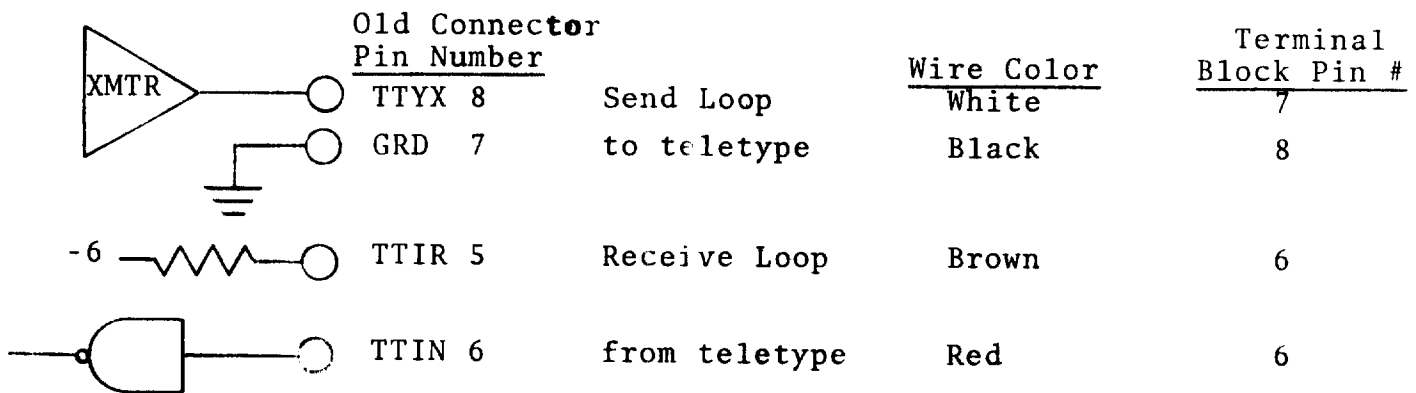 Old Connector Terminal
Pin Number Wire Color Block Pin #
XMTR TTYX 8 Send Loop White 7
GRD 7 to teletype Black 8
-6 TTIR 5 Receive Loop Brown 6
TTIN 6 from teletype Red 6